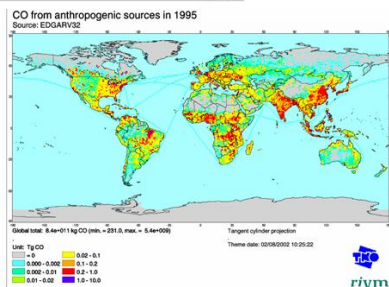 CO from anthropogenic sources in 1995
Source: EDGARV32
Global total: 8.4e+011 kg CO (min. = 231.0, max. = 5.4e+009)
Tangent cylinder projection
Theme date: 02/08/2002 10:25:22
Unit: Tg CO
= 0
0.000 - 0.002
0.002 - 0.01
0.01 - 0.02
0.02 - 0.1
0.1 - 0.2
0.2 - 1.0
1.0 - 10.0
TNO
rivm